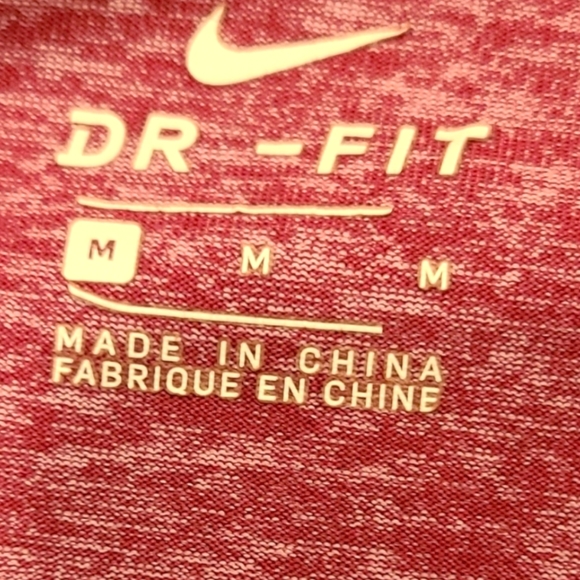 DR -FIT
M M M
MADE IN CHINA
FABRIQUE EN CHINE